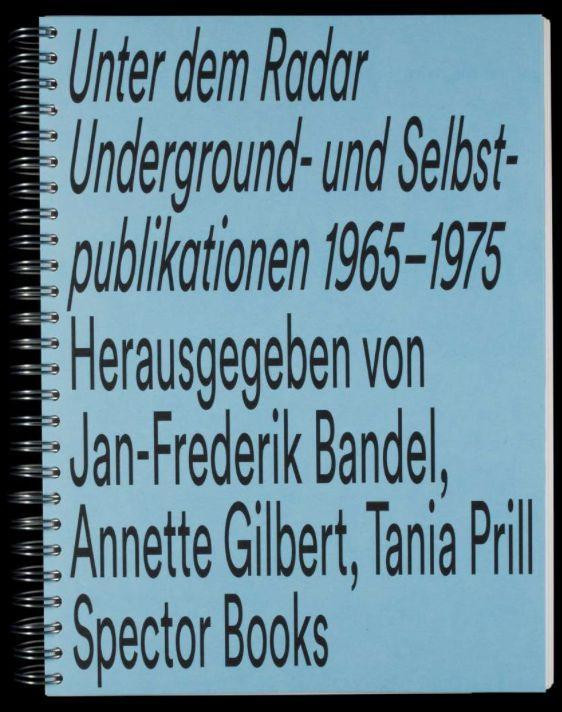 Unter dem Radar
Underground- und Selbst-
publikationen 1965–1975
Herausgegeben von
Jan-Frederik Bandel,
Annette Gilbert, Tania Prill
Spector Books